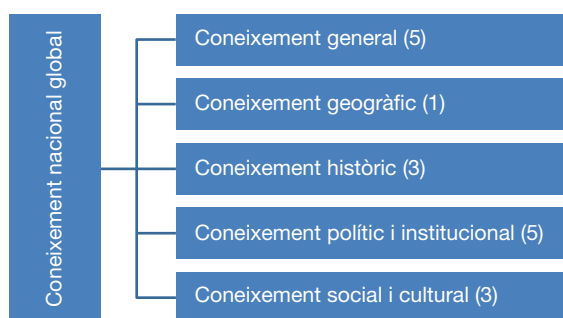 Coneixement nacional global
Coneixement general (5)
Coneixement geogràfic (1)
Coneixement històric (3)
Coneixement polític i institucional (5)
Coneixement social i cultural (3)